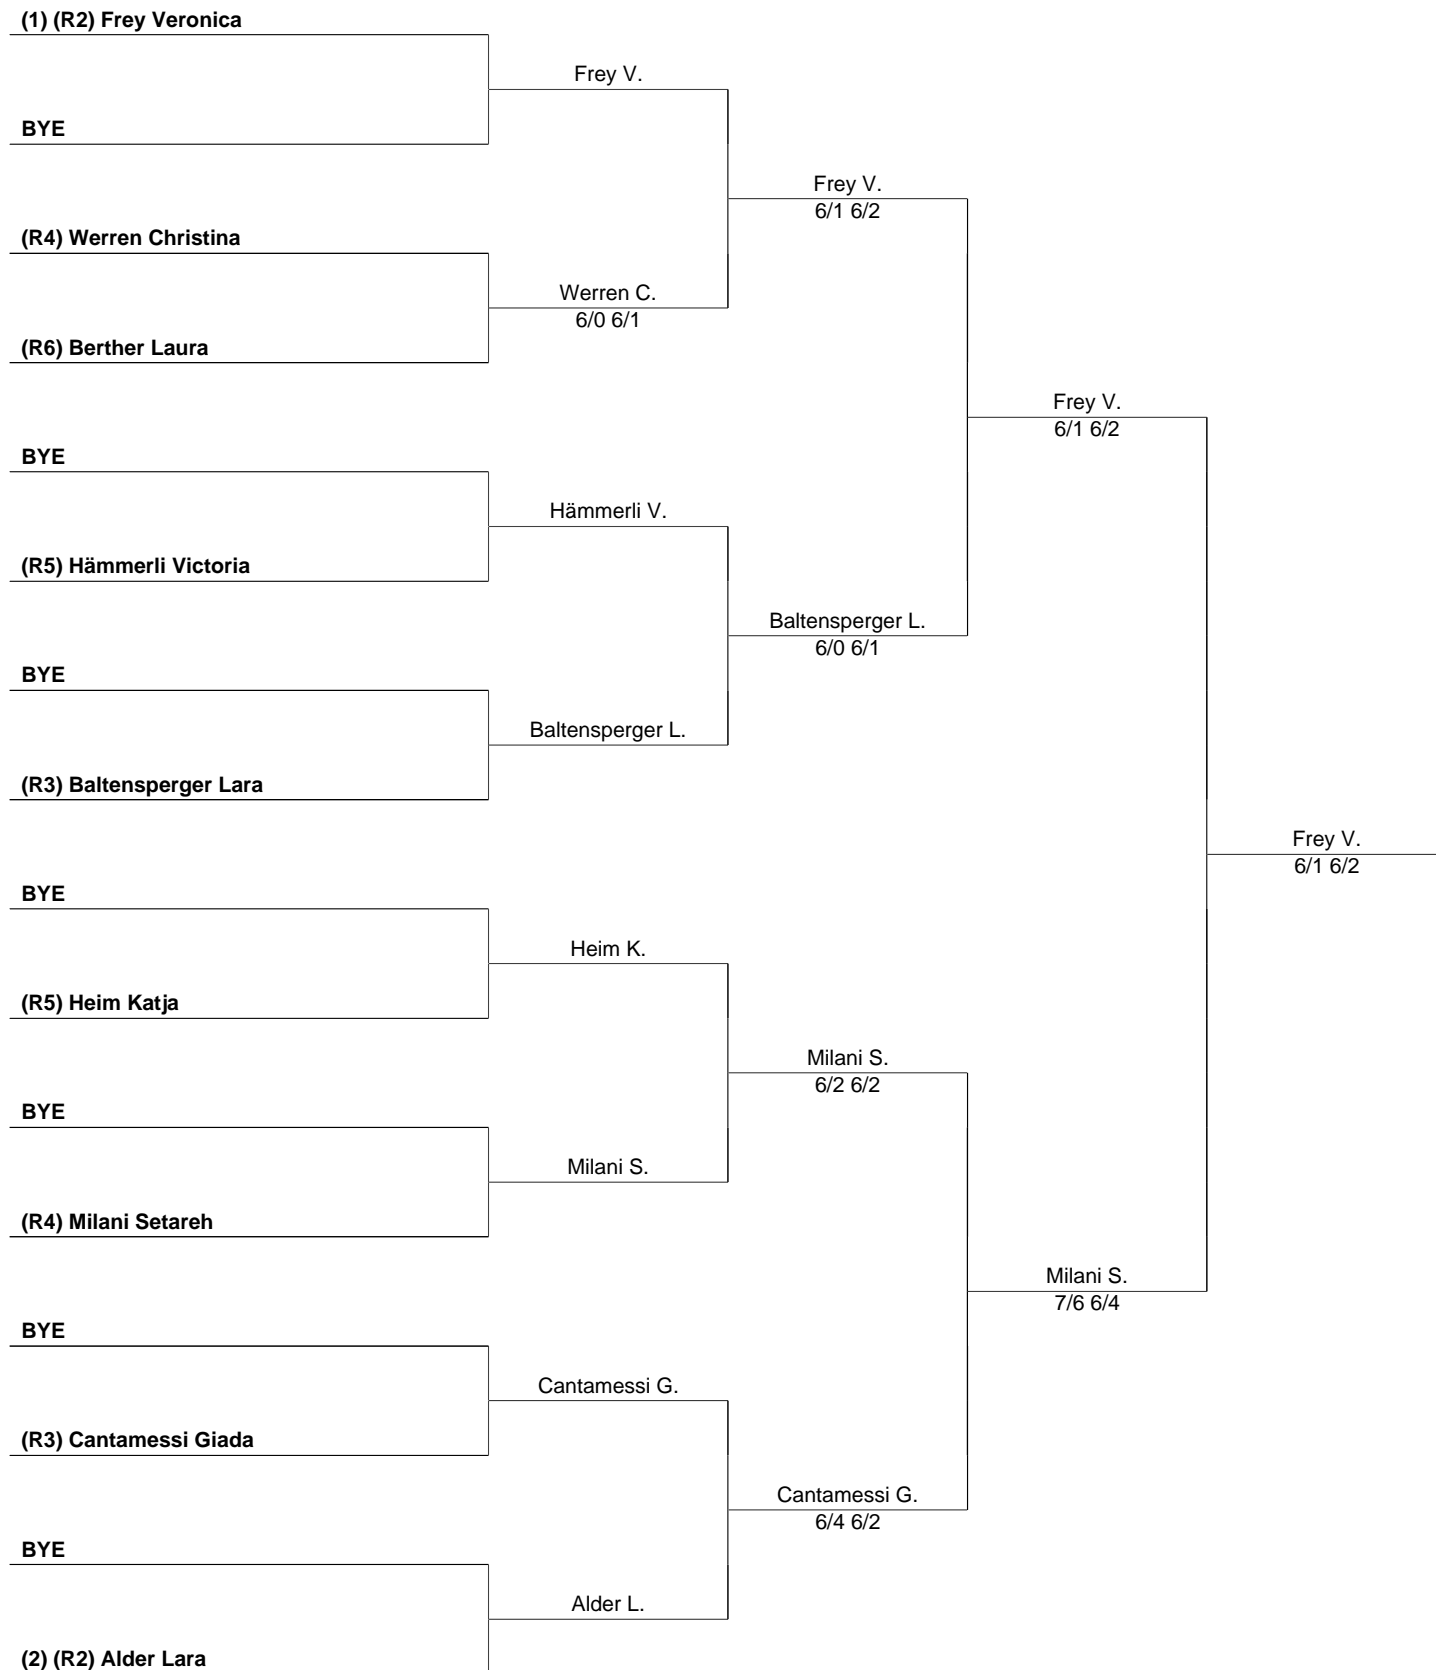 (1) (R2) Frey Veronica
Frey V.
BYE
Frey V.
6/1 6/2
(R4) Werren Christina
Werren C.
6/0 6/1
(R6) Berther Laura
Frey V.
6/1 6/2
BYE
Hämmerli V.
(R5) Hämmerli Victoria
Baltensperger L.
6/0 6/1
BYE
Baltensperger L.
(R3) Baltensperger Lara
Frey V.
6/1 6/2
BYE
Heim K.
(R5) Heim Katja
Milani S.
6/2 6/2
BYE
Milani S.
(R4) Milani Setareh
Milani S.
7/6 6/4
BYE
Cantamessi G.
(R3) Cantamessi Giada
Cantamessi G.
6/4 6/2
BYE
Alder L.
(2) (R2) Alder Lara